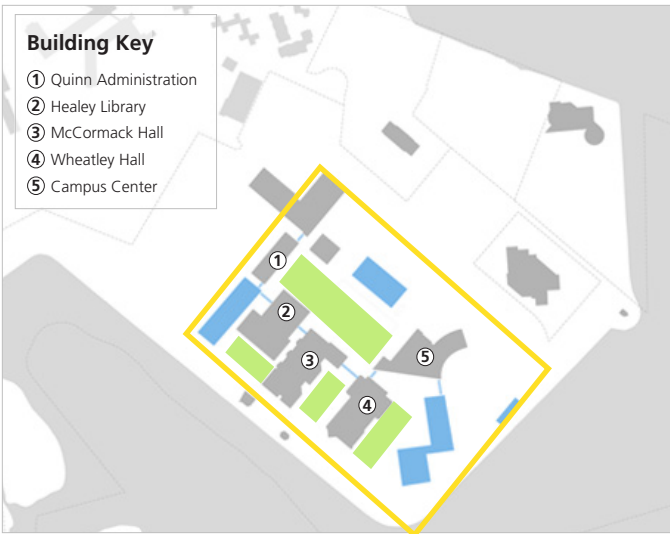 Building Key
1 Quinn Administration
2 Healey Library
3 McCormack Hall
4 Wheatley Hall
5 Campus Center
1
2
3
5
4